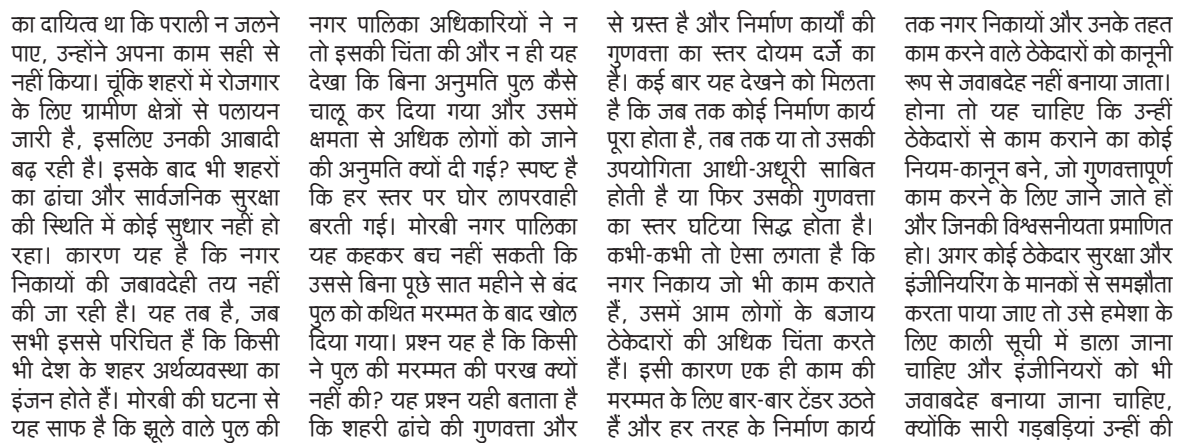 का दायित्व था कि पराली न जलने
पाए, उन्होंने अपना काम सही से
नहीं किया। चूंकि शहरों में रोजगार
के लिए ग्रामीण क्षेत्रों से पलायन
जारी है, इसलिए उनकी आबादी
बढ़ रही है। इसके बाद भी शहरों
का ढांचा और सार्वजनिक सुरक्षा
की स्थिति में कोई सुधार नहीं हो
रहा। कारण यह है कि नगर
निकायों की जबावदेही तय नहीं
की जा रही है। यह तब है, जब
सभी इससे परिचित हैं कि किसी
भी देश के शहर अर्थव्यवस्था का
इंजन होते हैं। मोरबी की घटना से
यह साफ है कि झूले वाले पुल की
नगर पालिका अधिकारियों ने न
तो इसकी चिंता की और न ही यह
देखा कि बिना अनुमति पुल कैसे
चालू कर दिया गया और उसमें
क्षमता से अधिक लोगों को जाने
की अनुमति क्यों दी गई? स्पष्ट है
कि हर स्तर पर घोर लापरवाही
बरती गई। मोरबी नगर पालिका
यह कहकर बच नहीं सकती कि
उससे बिना पूछे सात महीने से बंद
पुल को कथित मरम्मत के बाद खोल
दिया गया। प्रश्न यह है कि किसी
ने पुल की मरम्मत की परख क्यों
नहीं की? यह प्रश्न यही बताता है
कि शहरी ढांचे की गुणवत्ता और
से ग्रस्त है और निर्माण कार्यों की
गुणवत्ता का स्तर दोयम दर्जे का
है। कई बार यह देखने को मिलता
है कि जब तक कोई निर्माण कार्य
पूरा होता है, तब तक या तो उसकी
उपयोगिता आधी-अधूरी साबित
होती है या फिर उसकी गुणवत्ता
का स्तर घटिया सिद्ध होता है।
कभी-कभी तो ऐसा लगता है कि
नगर निकाय जो भी काम कराते
हैं, उसमें आम लोगों के बजाय
ठेकेदारों की अधिक चिंता करते
हैं। इसी कारण एक ही काम की
मरम्मत के लिए बार-बार टेंडर उठते
हैं और हर तरह के निर्माण कार्य
तक नगर निकायों और उनके तहत
काम करने वाले ठेकेदारों को कानूनी
रूप से जवाबदेह नहीं बनाया जाता।
होना तो यह चाहिए कि उन्हीं
ठेकेदारों से काम कराने का कोई
नियम-कानून बने, जो गुणवत्तापूर्ण
काम करने के लिए जाने जाते हों
और जिनकी विश्वसनीयता प्रमाणित
हो। अगर कोई ठेकेदार सुरक्षा और
इंजीनियरिंग के मानकों से समझौता
करता पाया जाए तो उसे हमेशा के
लिए काली सूची में डाला जाना
चाहिए और इंजीनियरों को भी
जवाबदेह बनाया जाना चाहिए,
क्योंकि सारी गड़बड़ियां उन्हीं की